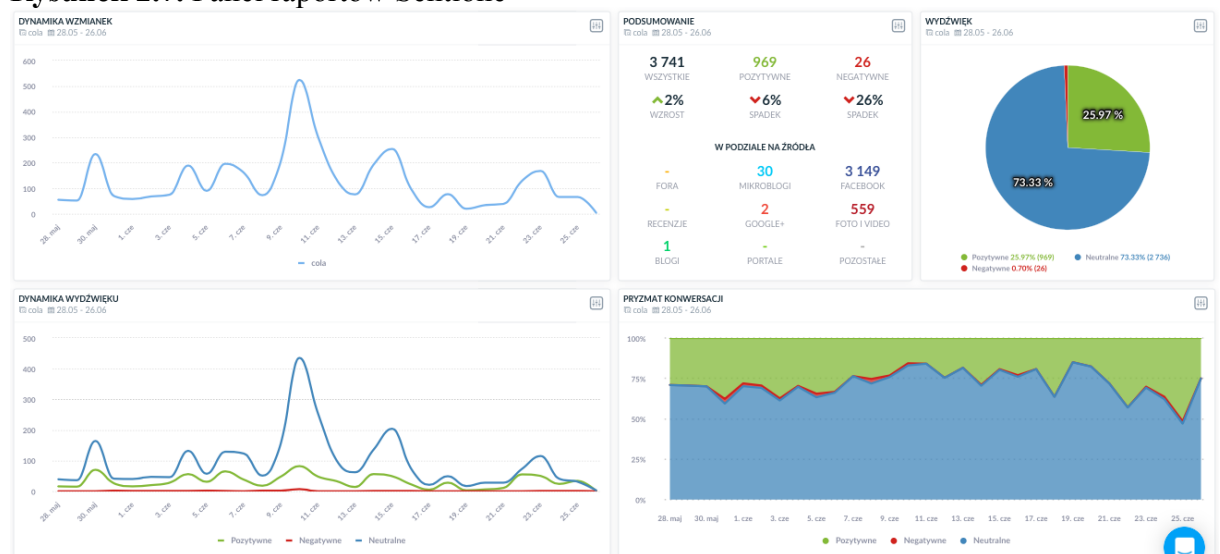 Rysunek 2.7. Panel raportów SentiOne
DYNAMIKA WZMIANEK
cola 28.05 - 26.06
600
500
400
300
200
100
0
28. maj 30. maj 1. cze 3. cze 5. cze 7. cze 9. cze 11. cze 13. cze 15. cze 17. cze 19. cze 21. cze 23. cze 25. cze
cola
PODSUMOWANIE
cola 28.05 - 26.06
3 741 969 26
WSZYSTKIE POZYTYWNE NEGATYWNE
2% 6% 26%
WZROST SPADEK SPADEK
W PODZIALE NA ŹRÓDŁA
- 30 3 149
FORA MIKROBLOGI FACEBOOK
- 2 559
RECENZJE GOOGLE+ FOTO I VIDEO
1 - -
BLOGI PORTALE POZOSTAŁE
WYDŹWIĘK
cola 28.05 - 26.06
25.97 %
73.33 %
Pozytywne 25.97% (969) Neutralne 73.33% (2 736)
Negatywne 0.70% (26)
DYNAMIKA WYDŹWIĘKU
cola 28.05 - 26.06
500
400
300
200
100
0
28. maj 30. maj 1. cze 3. cze 5. cze 7. cze 9. cze 11. cze 13. cze 15. cze 17. cze 19. cze 21. cze 23. cze 25. cze
Pozytywne Negatywne Neutralne
PRYZMAT KONWERSACJI
cola 28.05 - 26.06
100%
75%
50%
25%
0%
28. maj 30. maj 1. cze 3. cze 5. cze 7. cze 9. cze 11. cze 13. cze 15. cze 17. cze 19. cze 21. cze 23. cze 25. cze
Pozytywne Negatywne Neutralne